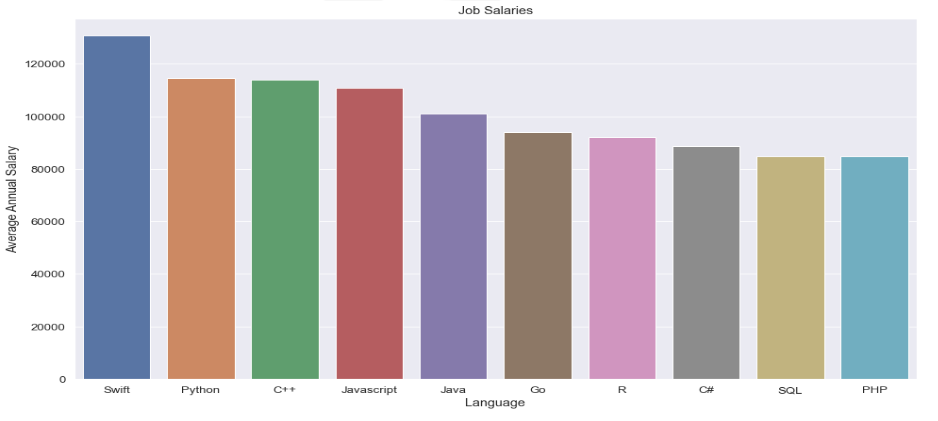 Job Salaries
Average Annual Salary
120000
100000
80000
60000
40000
20000
0
Swift Python C++ Javascript Java Go R C# SQL PHP
Language